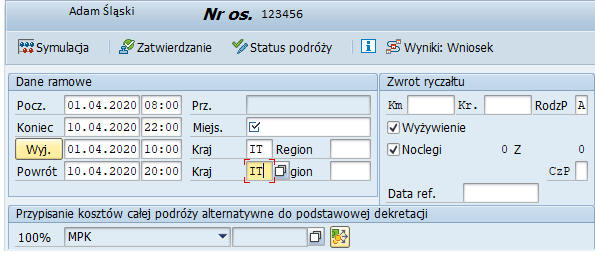 Adam Śląski Nr os. 123456
Symulacja Zatwierdzanie Status podróży Wyniki: Wniosek
Dane ramowe
Pocz. 01.04.2020 08:00 Prz.
Koniec 10.04.2020 22:00 Miejs.
Wyj. 01.04.2020 10:00 Kraj IT Region
Powrót 10.04.2020 20:00 Kraj IT gion
Zwrot ryczałtu
Km Kr. RodzP A
Wyżywienie
Noclegi 0 Z 0
CzP
Data ref.
Przypisanie kosztów całej podróży alternatywne do podstawowej dekretacji
100% MPK